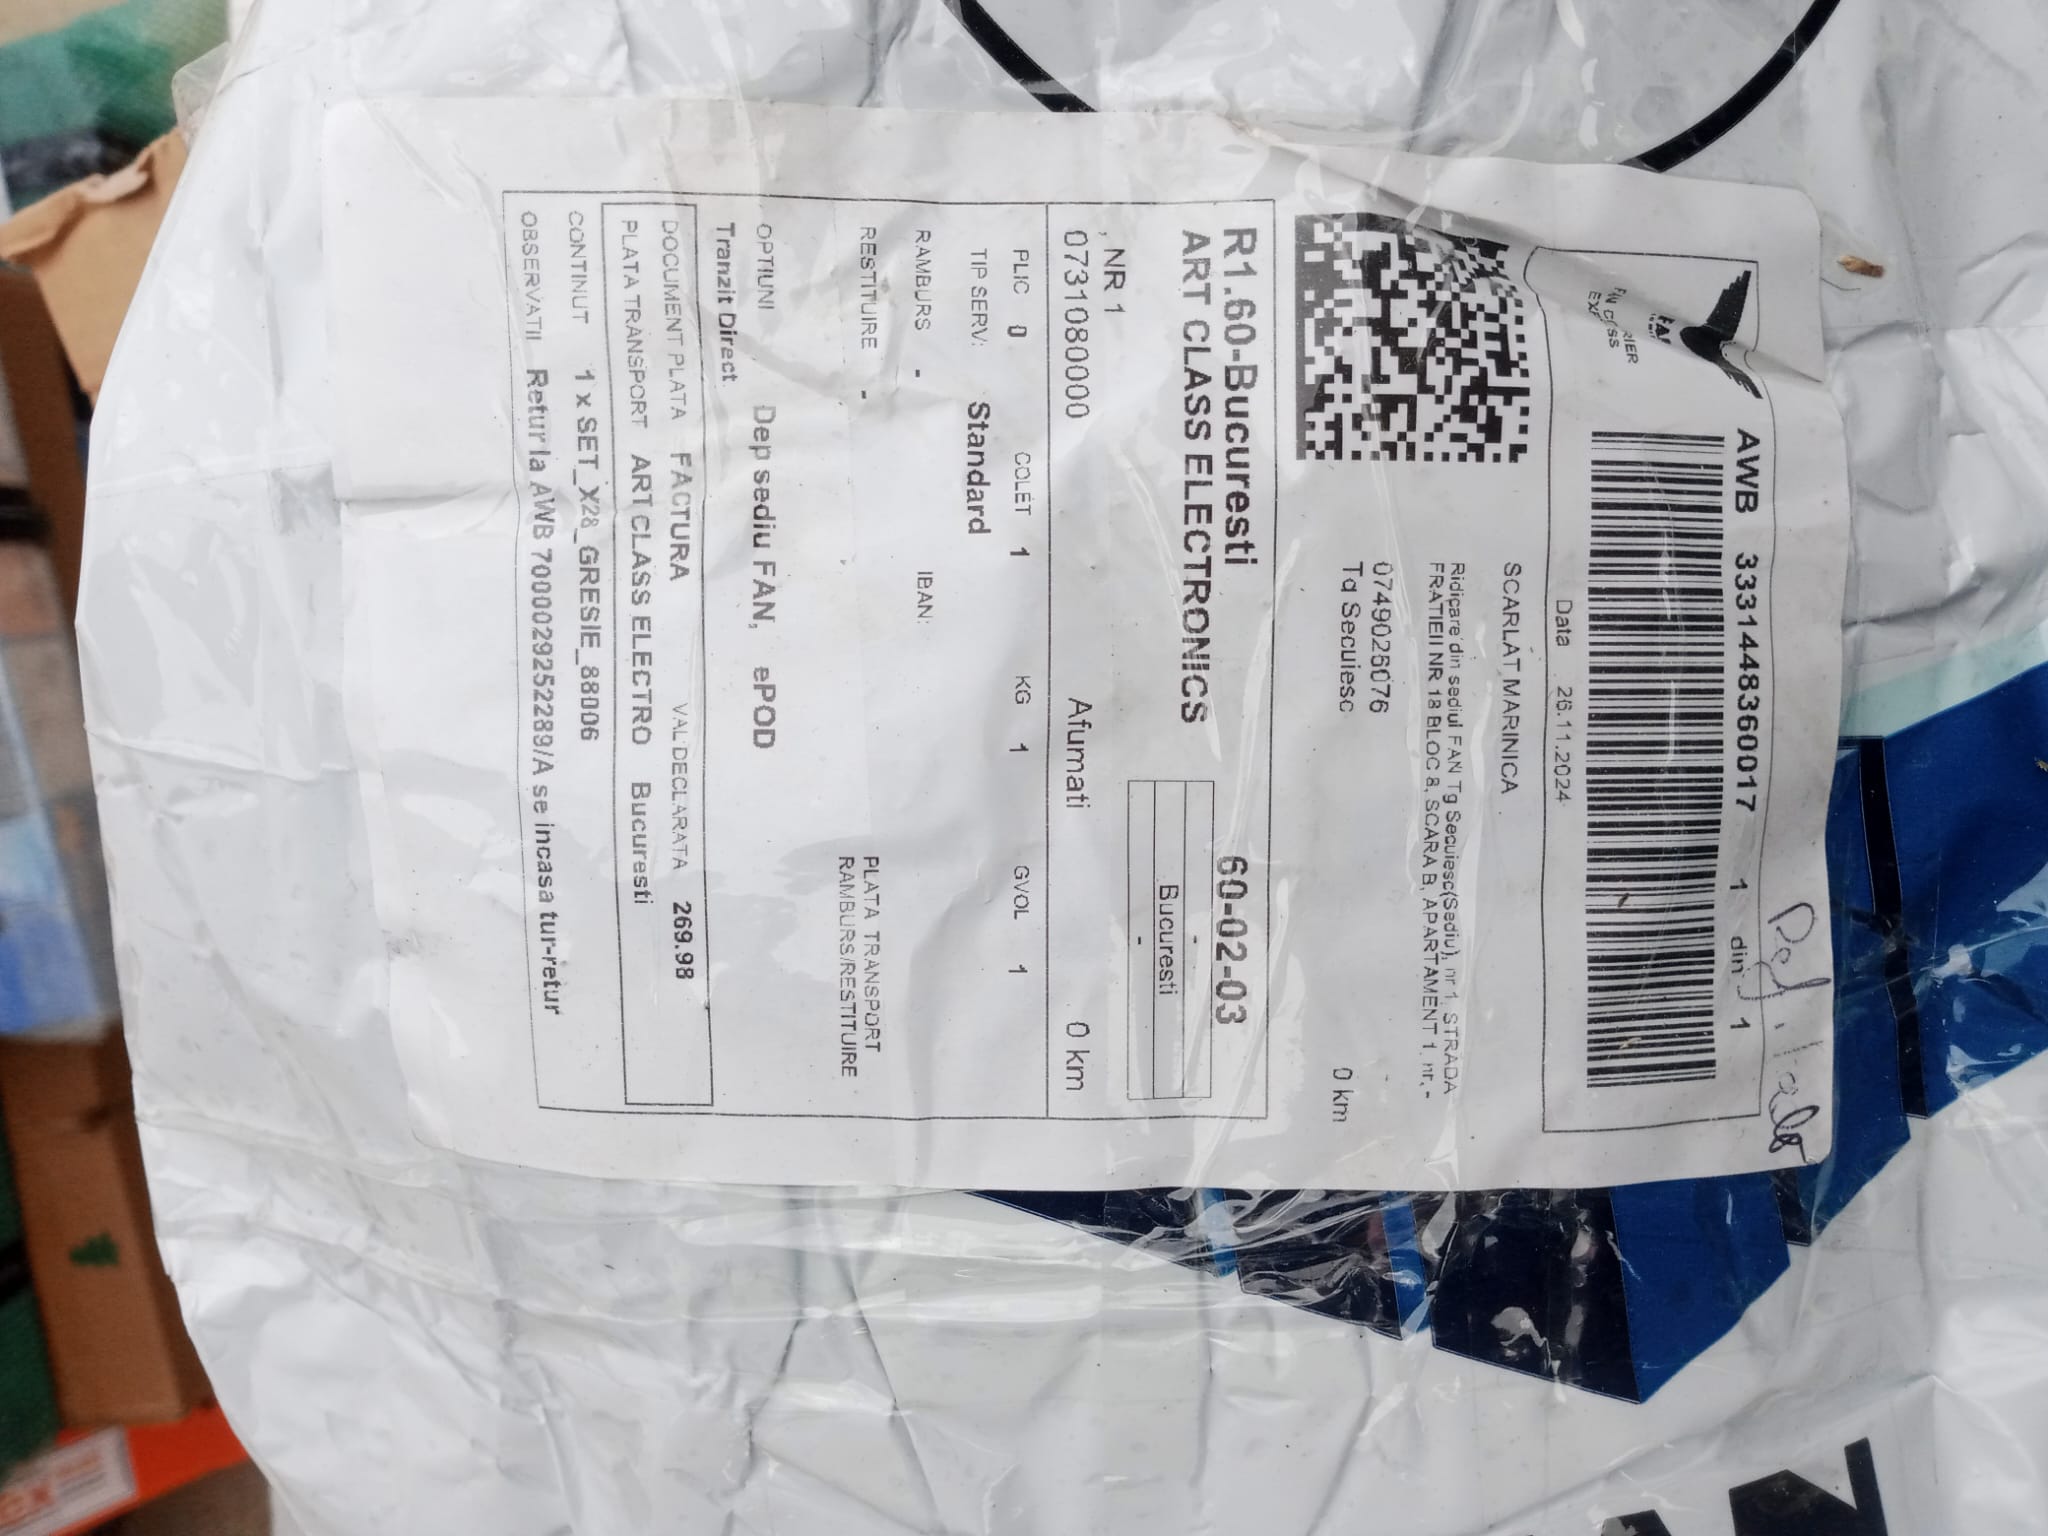 Ref.
AWB 3331448360017 1 din 1
Data 26.11.2024
SCARLAT MARINICA
Ridicare din sediul FAN Tg Secuiesc(Sediu), nr 1, STRADA
FRATIEI NR 18 BLOC 8, SCARA B, APARTAMENT 1, nr. -
0749026076
Tg Secuiesc 0 km
R1.60-Bucuresti 60-02-03
ART CLASS ELECTRONICS
-
Bucuresti
-
, NR 1
0731080000 Afumati 0 km
PLIC 0 COLET 1 KG 1 GVOL 1
TIP SERV: Standard
RAMBURS - IBAN:
RESTITUIRE - PLATA TRANSPORT
RAMBURS/RESTITUIRE
OPTIUNI Dep sediu FAN, ePOD
Tranzit Direct
DOCUMENT PLATA FACTURA VAL DECLARATA 269.98
PLATA TRANSPORT ART CLASS ELECTRO Bucuresti
CONTINUT 1 x SET_X28_GRESIE_88006
OBSERVATII Retur la AWB 7000029252289/A se incasa tur-retur